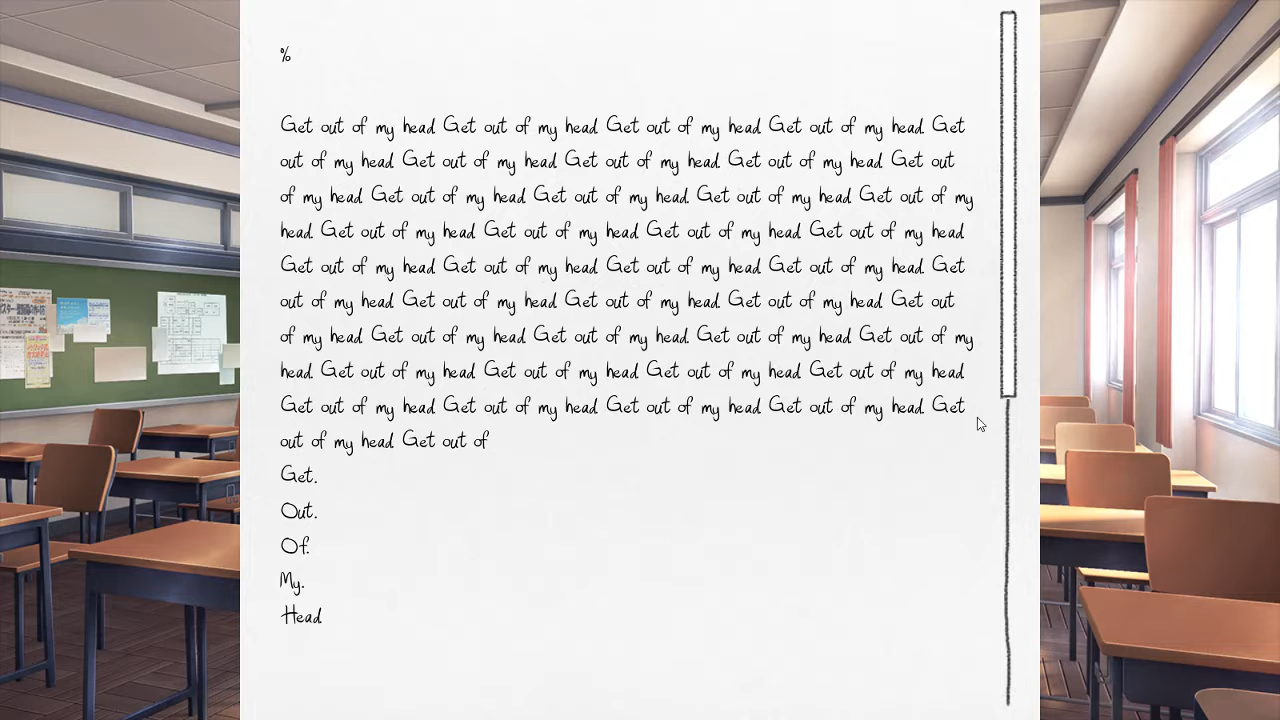 %
Get out of my head. Get out of my head. Get out of my head. Get out of my head. Get
out of my head. Get out of my head. Get out of my head. Get out of my head. Get out
of my head. Get out of my head. Get out of my head. Get out of my head. Get out of my
head. Get out of my head. Get out of my head. Get out of my head. Get out of my head.
Get out of my head. Get out of my head. Get out of my head. Get out of my head. Get
out of my head. Get out of my head. Get out of my head. Get out of my head. Get out
of my head. Get out of my head. Get out of my head. Get out of my head. Get out of my
head. Get out of my head. Get out of my head. Get out of my head. Get out of my head.
Get out of my head. Get out of my head. Get out of my head. Get out of my head. Get
out of my head. Get out of
Get.
Out.
Of.
My.
Head.